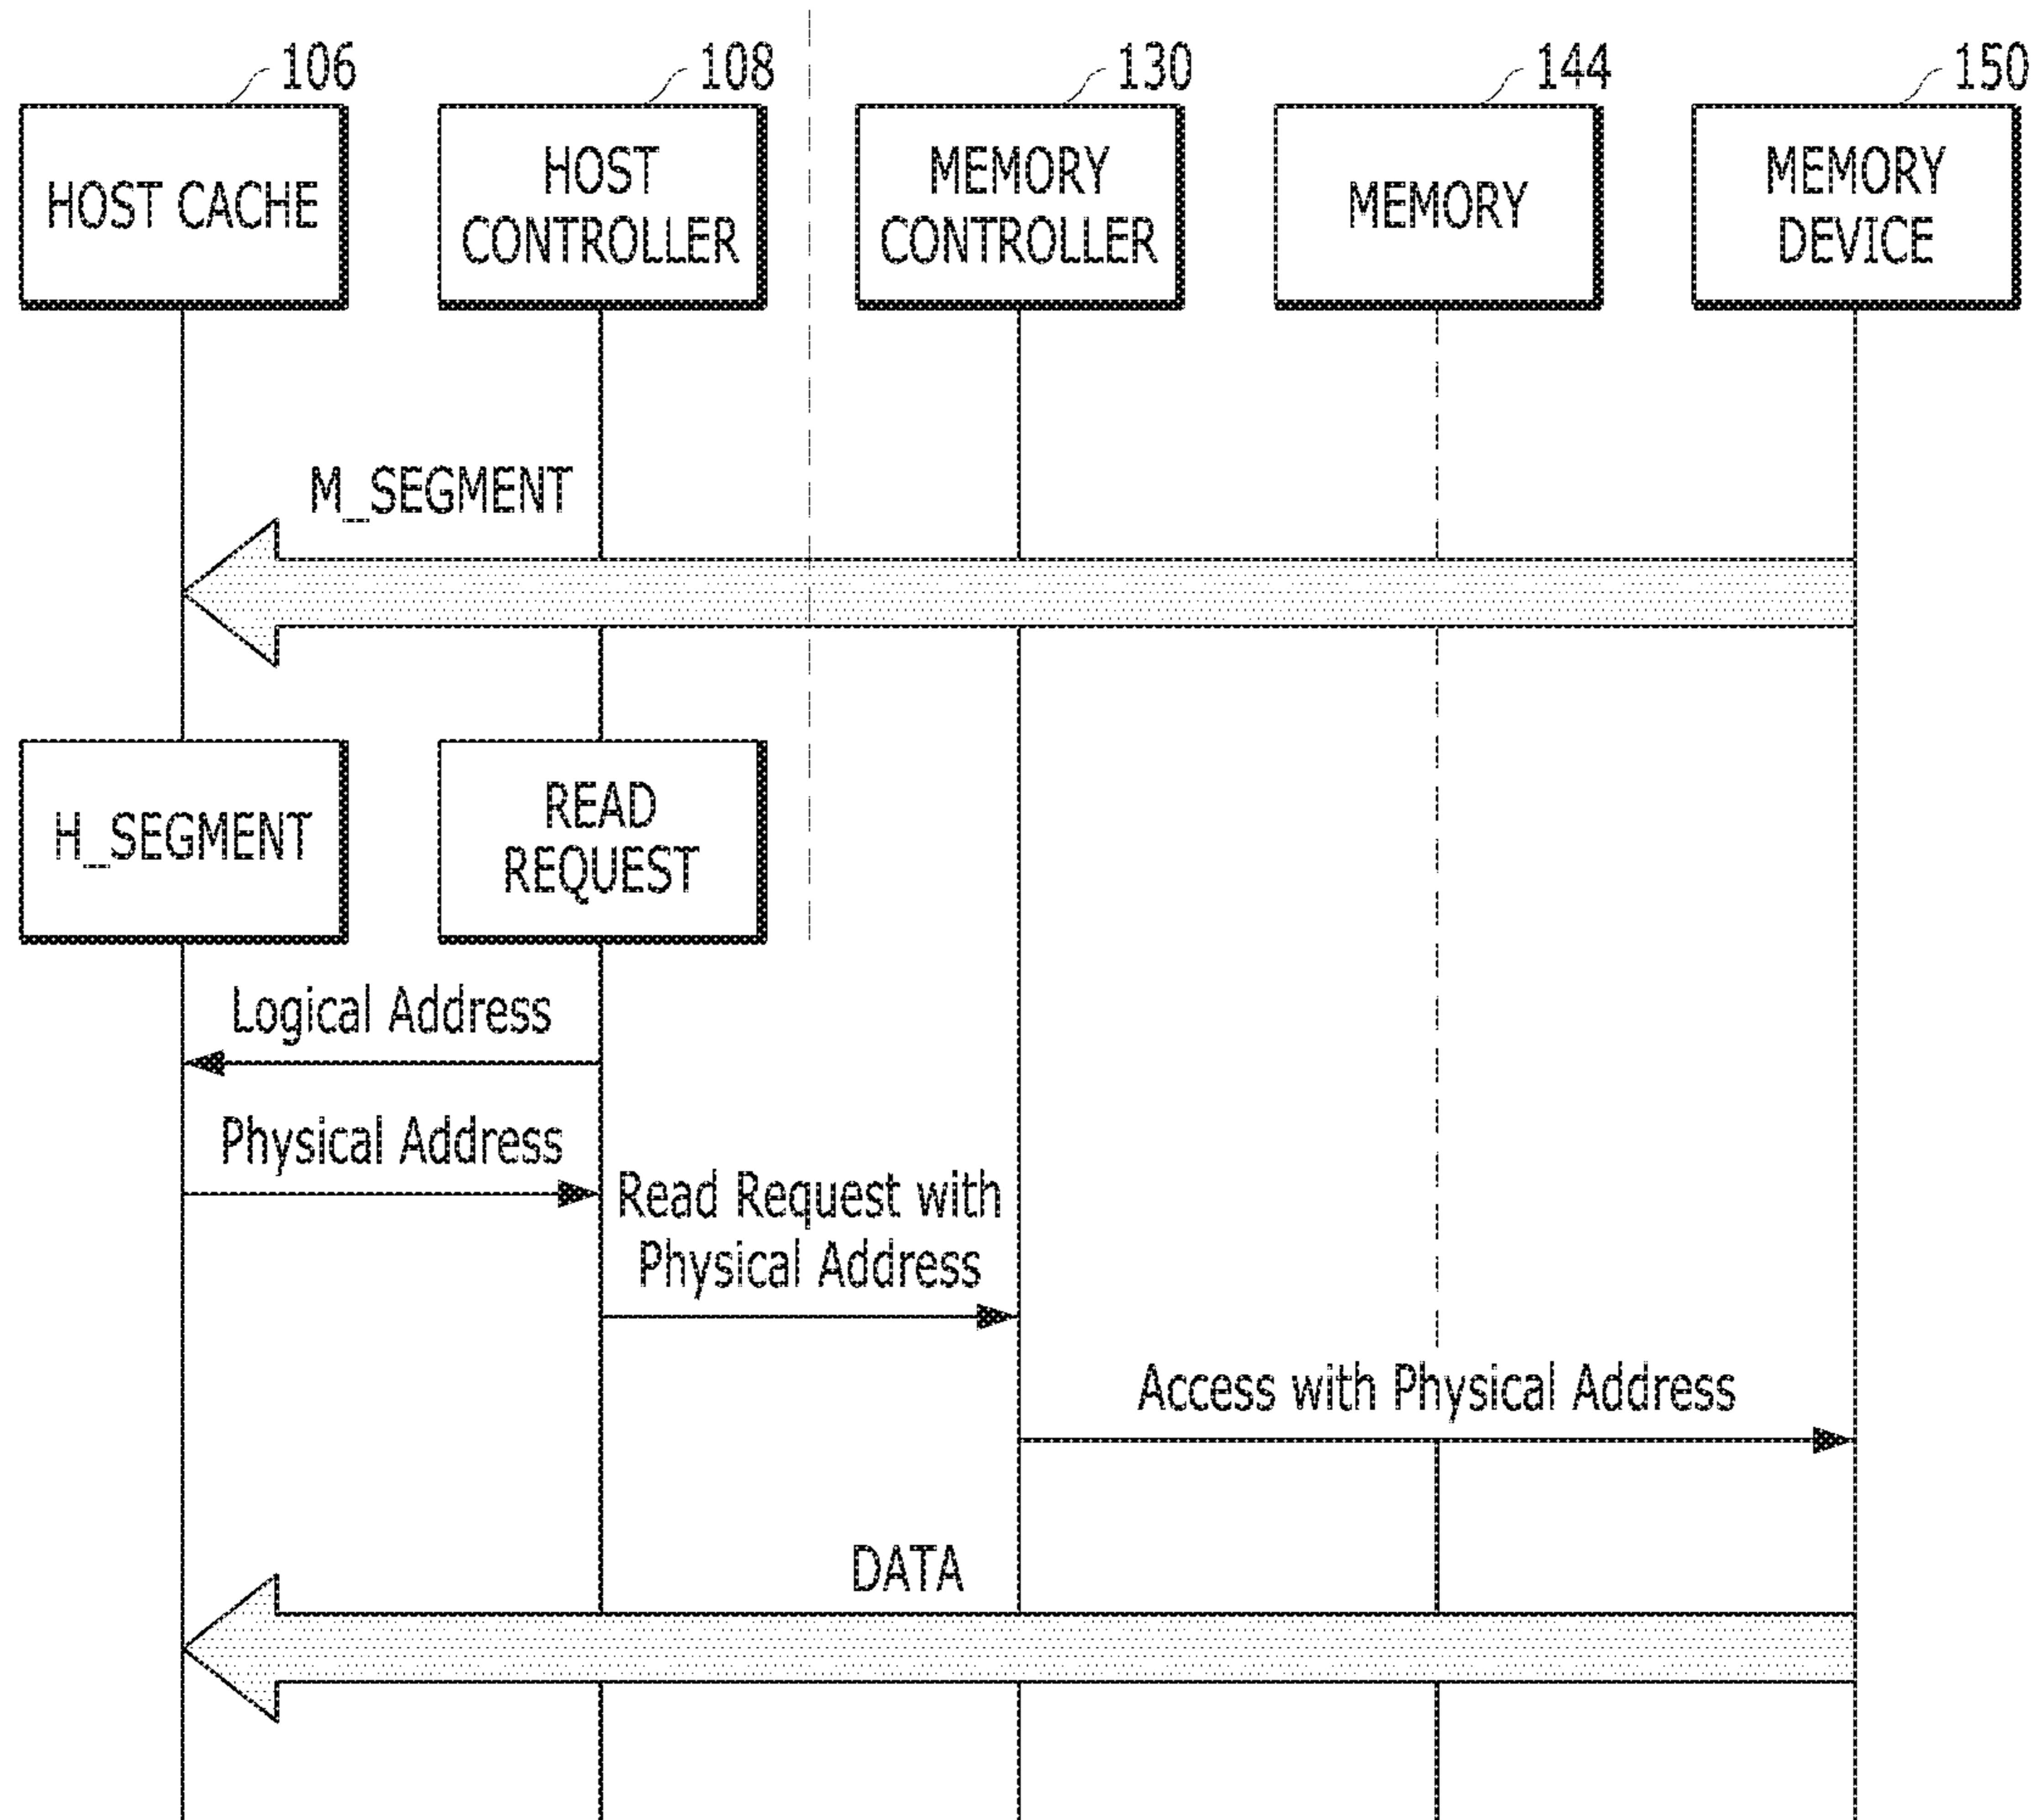 106
108
130
144
150
HOST CACHE
HOST
CONTROLLER
MEMORY
CONTROLLER
MEMORY
MEMORY
DEVICE
M_SEGMENT
H_SEGMENT
READ
REQUEST
Logical Address
Physical Address
Read Request with
Physical Address
Access with Physical Address
DATA